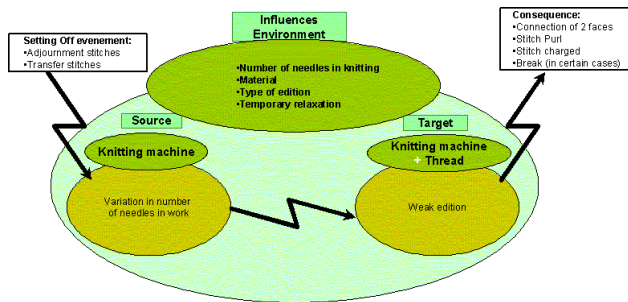 Influences
Environment
Consequence:
•Connection of 2 faces
•Stitch Purl
•Stitch charged
•Break (in certain cases)
Setting Off evenement:
•Adjournment stitches
•Transfer stitches
•Number of needles in knitting
•Material
•Type of edition
•Temporary relaxation
Source
Target
Knitting machine
Knitting machine
+ Thread
Variation in number
of needles in work
Weak edition